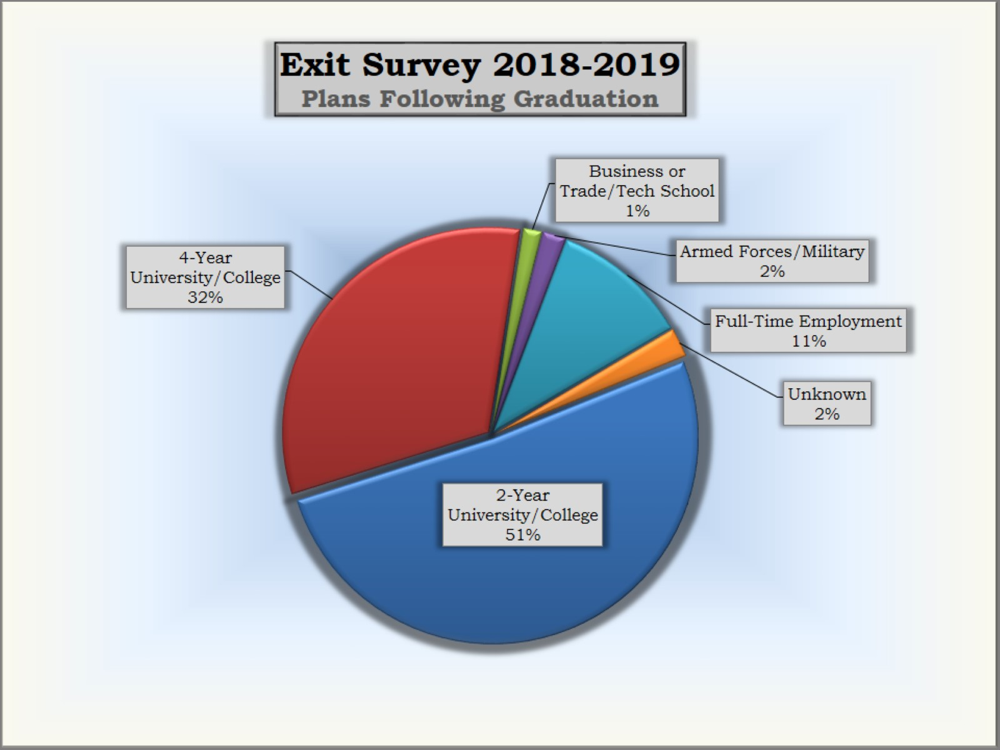 Exit Survey 2018-2019
Plans Following Graduation
Business or
Trade/Tech School
1%
4-Year
University/College
32%
Armed Forces/Military
2%
Full-Time Employment
11%
Unknown
2%
2-Year
University/College
51%